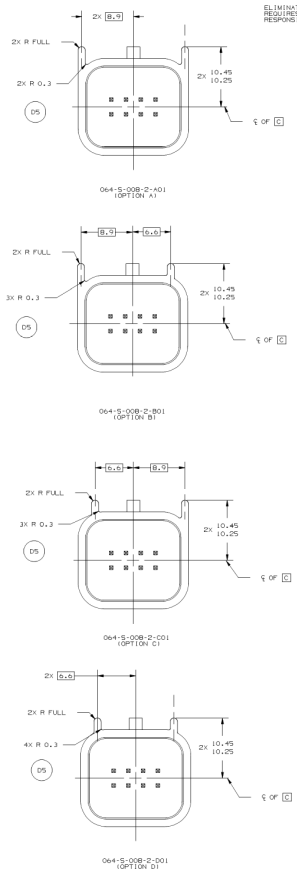 ELIMINAT
REQUIRES
RESPONS
2X 8.9
2X R FULL
2X R 0.3
2X 10.45
10.25
D5
℄ OF C
064-S-008-2-A01
(OPTION A)
8.9 6.6
2X R FULL
3X R 0.3
2X 10.45
10.25
D5
℄ OF C
064-S-008-2-B01
(OPTION B)
6.6 8.9
2X R FULL
3X R 0.3
2X 10.45
10.25
D5
℄ OF C
064-S-008-2-C01
(OPTION C)
2X 6.6
2X R FULL
4X R 0.3
2X 10.45
10.25
D5
℄ OF C
064-S-008-2-D01
(OPTION D)